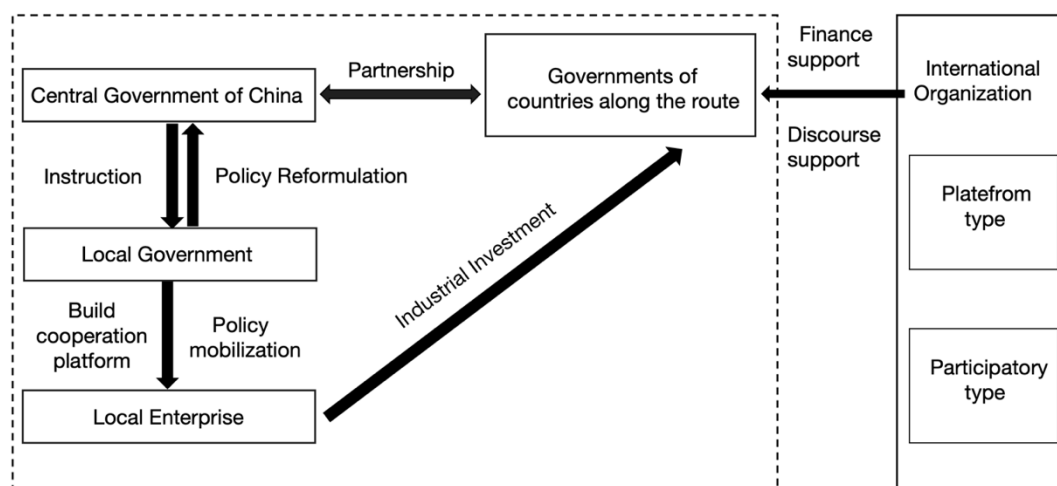 Central Government of China
Partnership
Governments of
countries along the route
Finance
support
Discourse
support
International
Organization
Instruction
Policy Reformulation
Local Government
Build
cooperation
platform
Policy
mobilization
Local Enterprise
Industrial Investment
Platefrom
type
Participatory
type